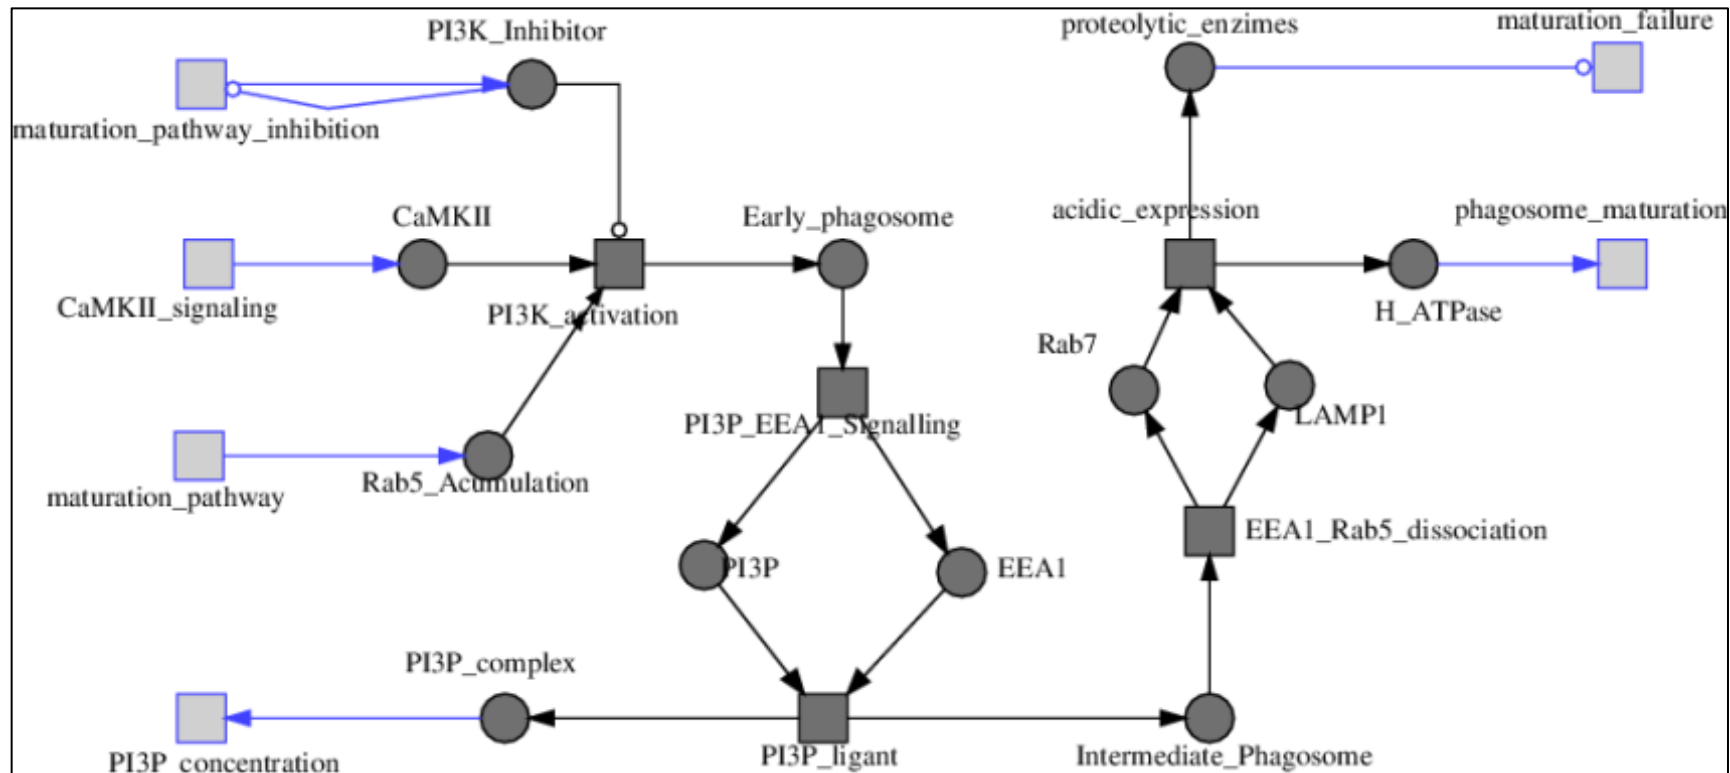 PI3K_Inhibitor
proteolytic_enzimes
maturation_failure
maturation_pathway_inhibition
CaMKII
Early_phagosome
acidic_expression
phagosome_maturation
CaMKII_signaling
PI3K_activation
H_ATPase
Rab7
PI3P_EEA1_Signalling
LAMP1
maturation_pathway
Rab5_Acumulation
EEA1_Rab5_dissociation
PI3P
EEA1
PI3P_complex
PI3P_concentration
PI3P_ligant
Intermediate_Phagosome